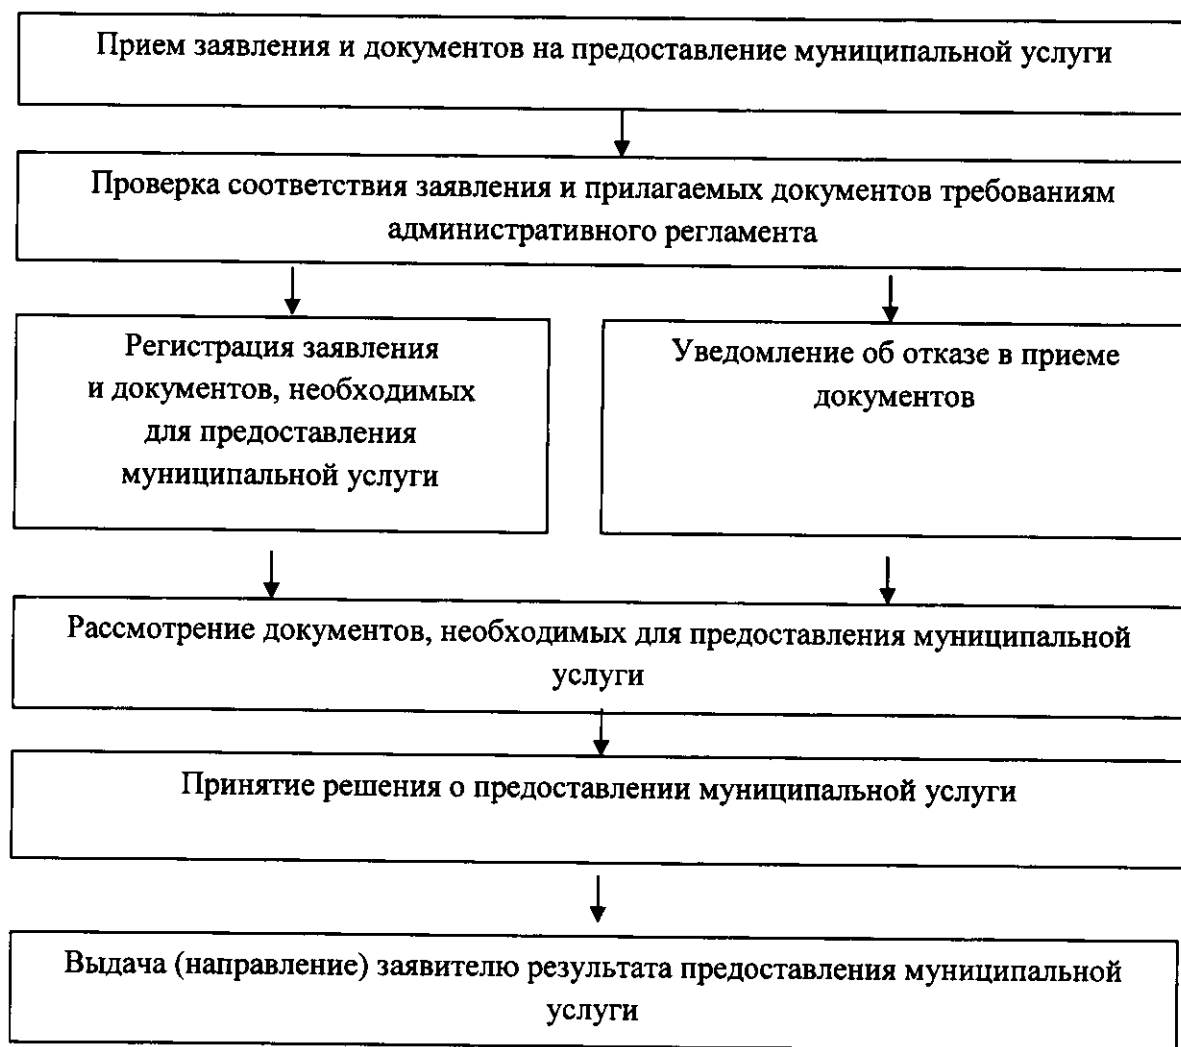 Прием заявления и документов на предоставление муниципальной услуги
Проверка соответствия заявления и прилагаемых документов требованиям
административного регламента
Регистрация заявления
и документов, необходимых
для предоставления
муниципальной услуги
Уведомление об отказе в приеме
документов
Рассмотрение документов, необходимых для предоставления муниципальной
услуги
Принятие решения о предоставлении муниципальной услуги
Выдача (направление) заявителю результата предоставления муниципальной
услуги